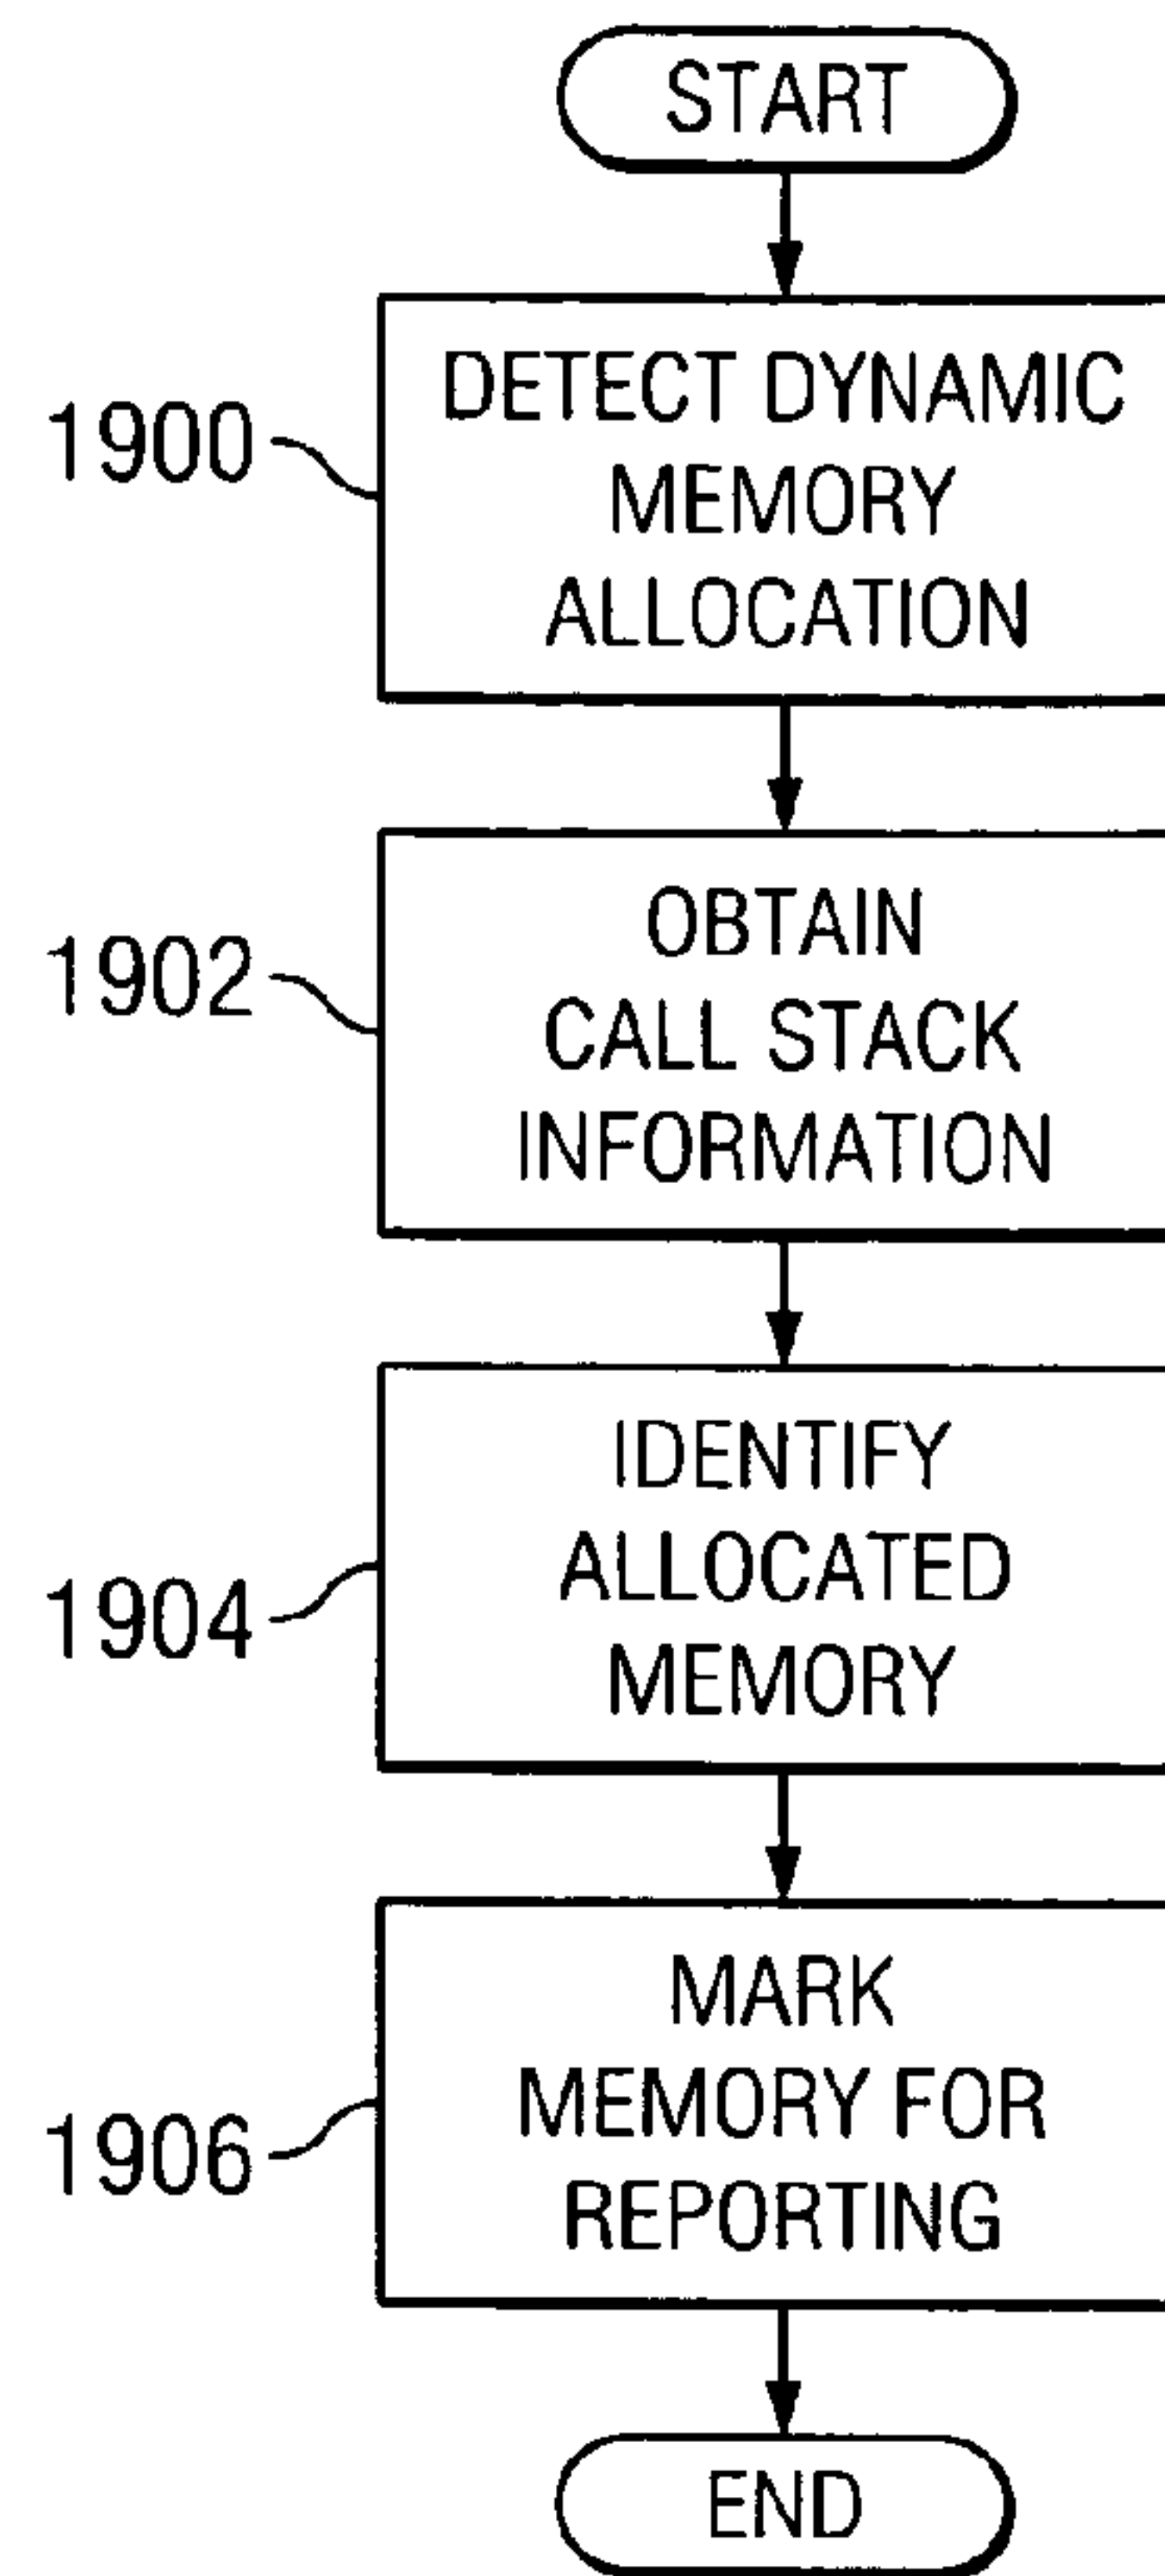 START
1900
DETECT DYNAMIC
MEMORY
ALLOCATION
1902
OBTAIN
CALL STACK
INFORMATION
1904
IDENTIFY
ALLOCATED
MEMORY
1906
MARK
MEMORY FOR
REPORTING
END